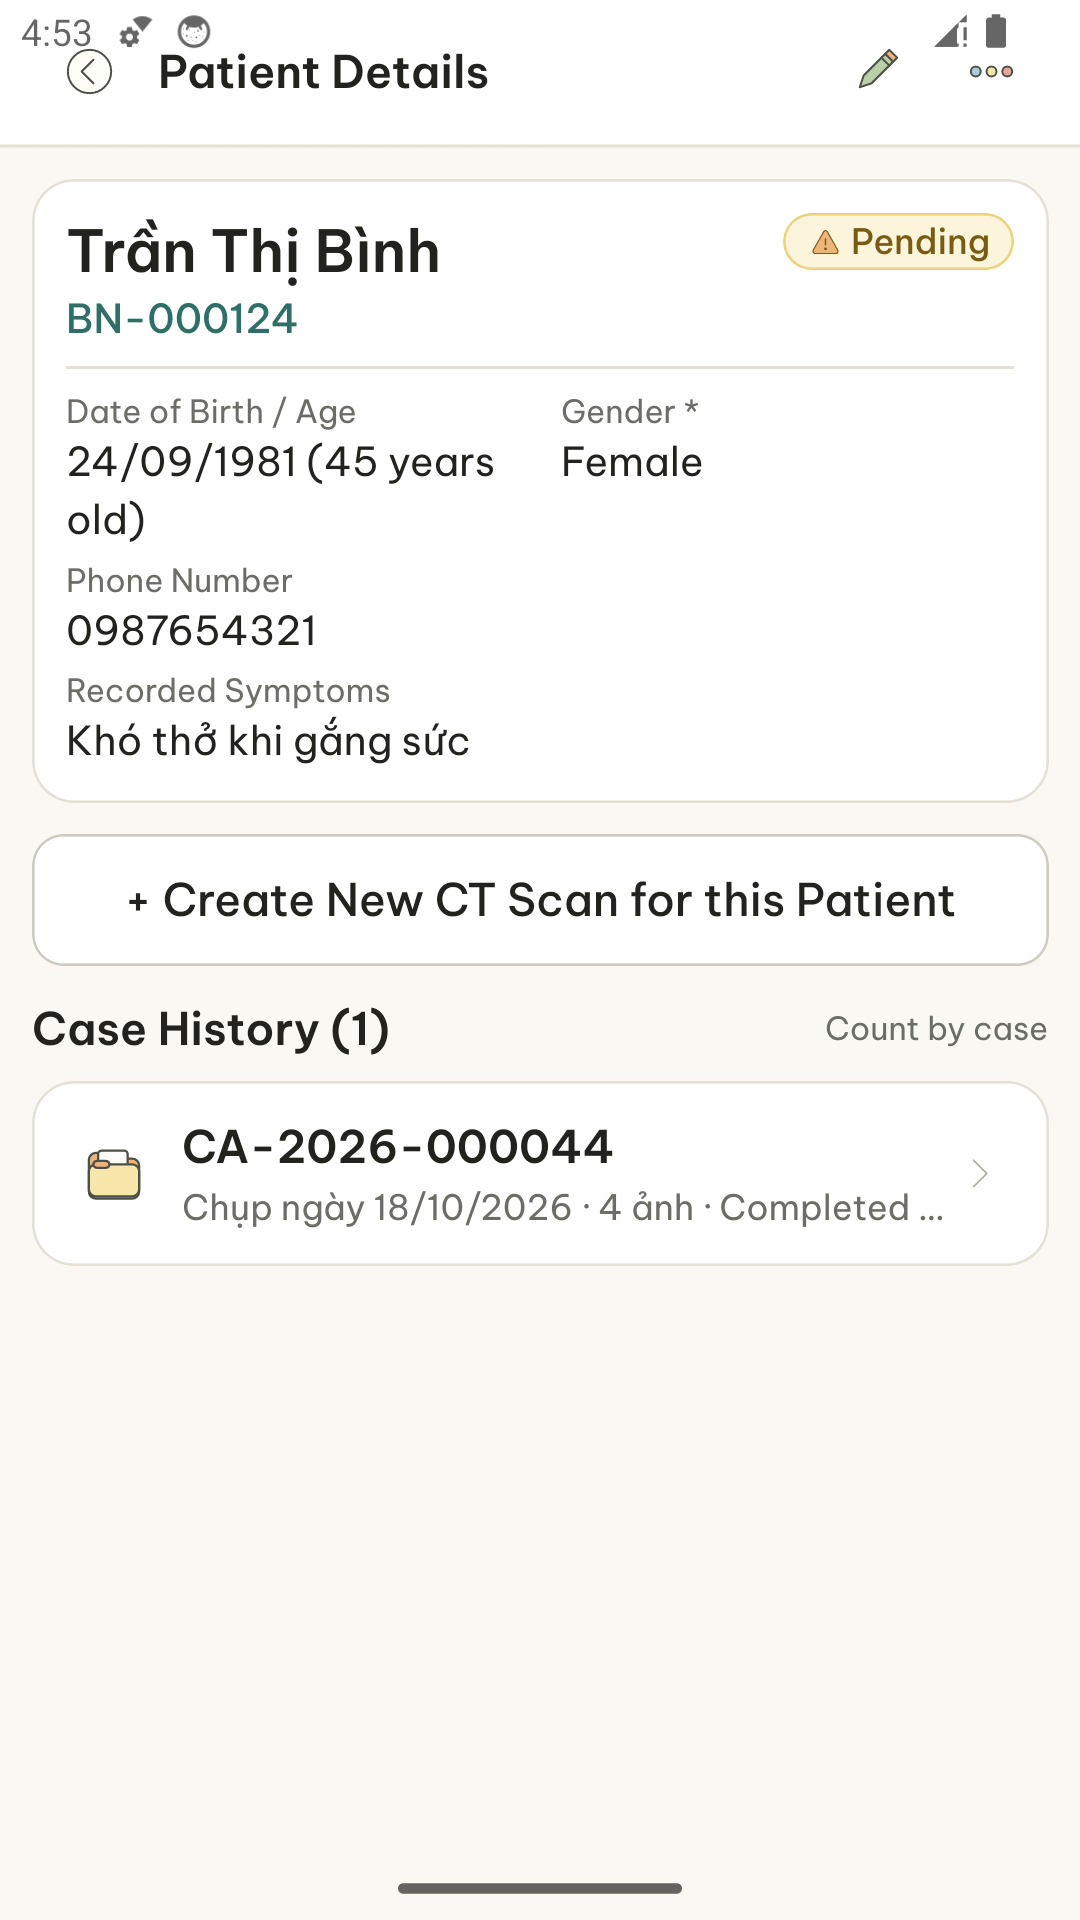 4:53
Patient Details
Trần Thị Bình
Pending
BN-000124
Date of Birth / Age
Gender *
24/09/1981 (45 years
old)
Female
Phone Number
0987654321
Recorded Symptoms
Khó thở khi gắng sức
+ Create New CT Scan for this Patient
Case History (1)
Count by case
CA-2026-000044
Chụp ngày 18/10/2026 · 4 ảnh · Completed ...